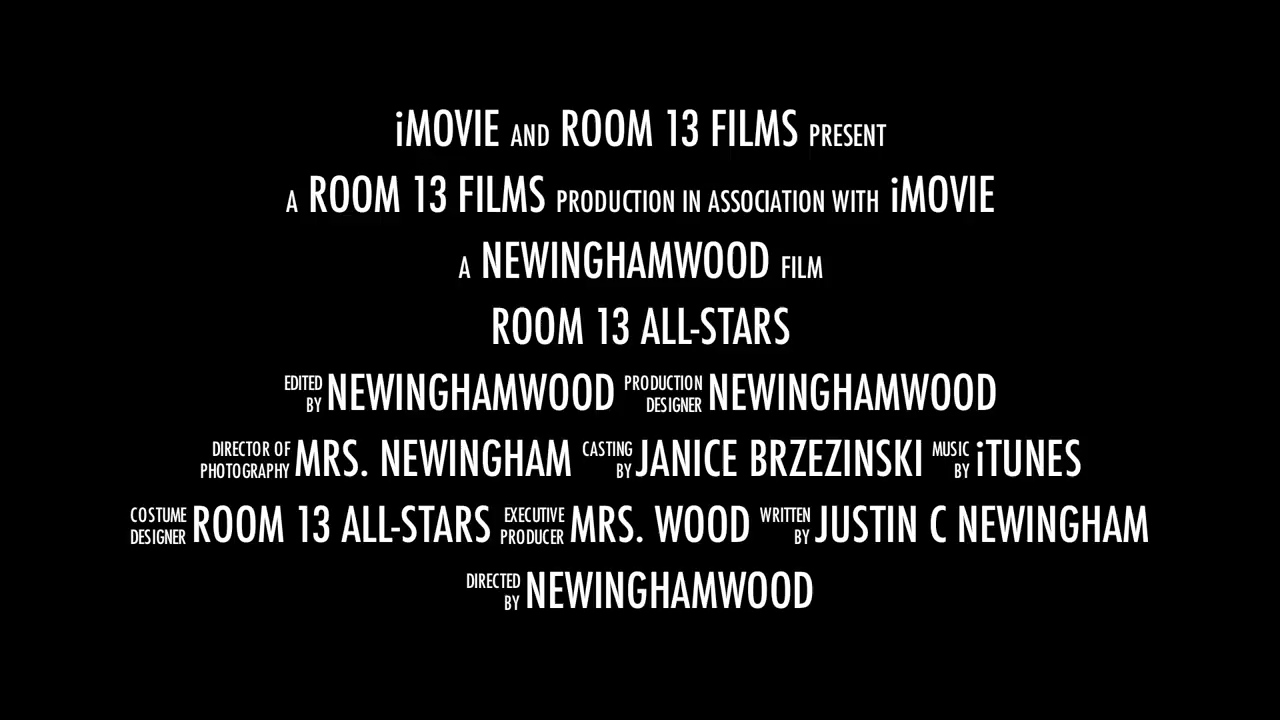 iMOVIE AND ROOM 13 FILMS PRESENT
A ROOM 13 FILMS PRODUCTION IN ASSOCIATION WITH iMOVIE
A NEWINGHAMWOOD FILM
ROOM 13 ALL-STARS
EDITED BY NEWINGHAMWOOD PRODUCTION DESIGNER NEWINGHAMWOOD
DIRECTOR OF PHOTOGRAPHY MRS. NEWINGHAM CASTING BY JANICE BRZEZINSKI MUSIC BY iTUNES
COSTUME DESIGNER ROOM 13 ALL-STARS EXECUTIVE PRODUCER MRS. WOOD WRITTEN BY JUSTIN C NEWINGHAM
DIRECTED BY NEWINGHAMWOOD